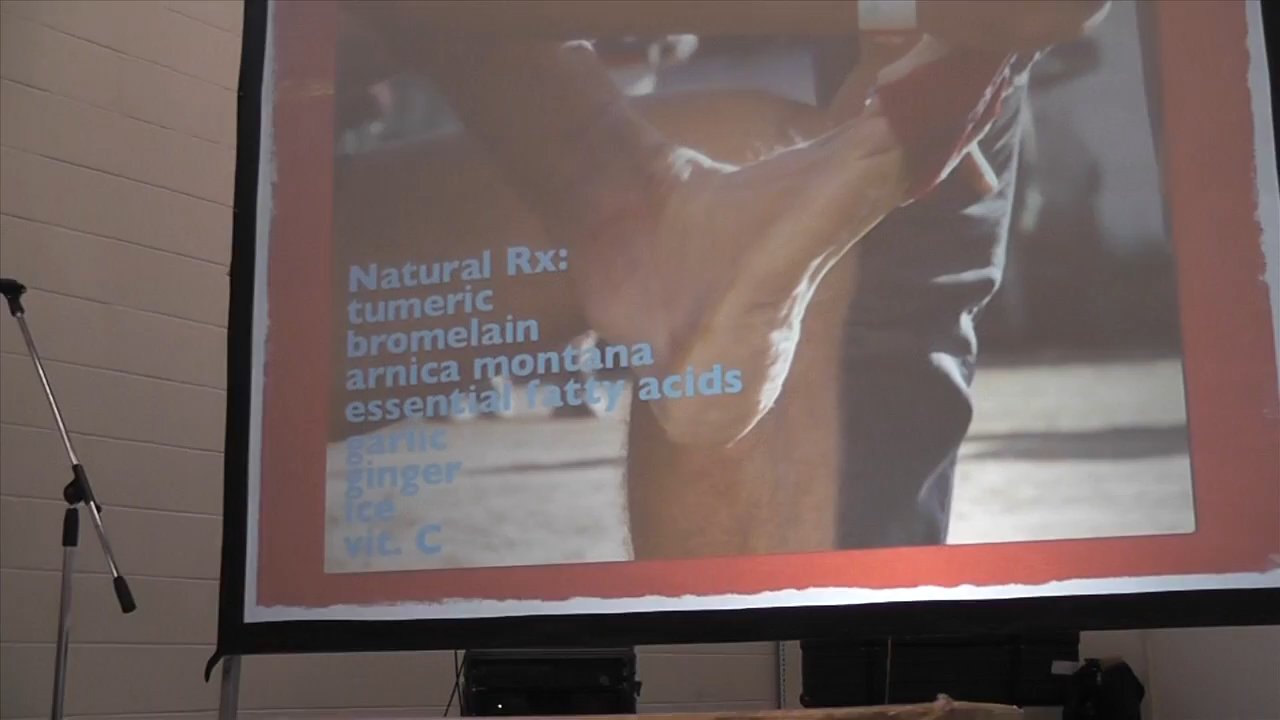 Natural Rx:
tumeric
bromelain
arnica montana
essential fatty acids
garlic
ginger
ice
vit. C